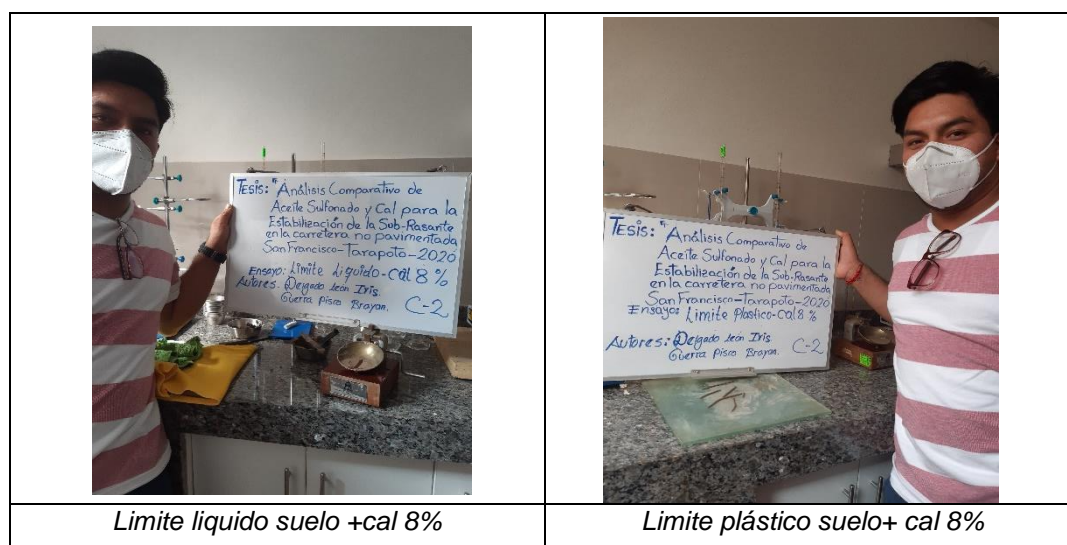 Tesis: "Análisis Comparativo de
Aceite Sulfonado y Cal para la
Estabilización de la Sub-Rasante
en la carretera no pavimentada
San Francisco-Tarapoto-2020
Ensayo: Limite Liquido-Cal 8 %
Autores: Delgado León Iris.
Guerra Pisco Brayan. C-2
Tesis: "Análisis Comparativo de
Aceite Sulfonado y Cal para la
Estabilización de la Sub-Rasante
en la carretera no pavimentada
San Francisco-Tarapoto-2020
Ensayo: Limite Plastico-Cal 8 %
Autores: Delgado León Iris
Guerra Pisco Brayan. C-2
Limite liquido suelo +cal 8%
Limite plástico suelo+ cal 8%